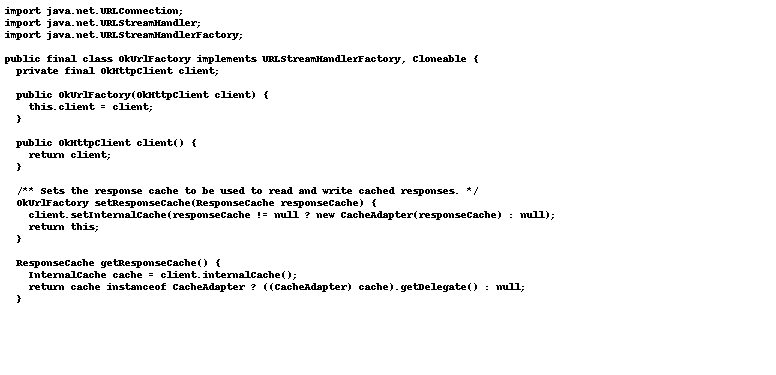 import java.net.URLConnection;
import java.net.URLStreamHandler;
import java.net.URLStreamHandlerFactory;

public final class OkUrlFactory implements URLStreamHandlerFactory, Cloneable {
  private final OkHttpClient client;

  public OkUrlFactory(OkHttpClient client) {
    this.client = client;
  }

  public OkHttpClient client() {
    return client;
  }

  /** Sets the response cache to be used to read and write cached responses. */
  OkUrlFactory setResponseCache(ResponseCache responseCache) {
    client.setInternalCache(responseCache != null ? new CacheAdapter(responseCache) : null);
    return this;
  }

  ResponseCache getResponseCache() {
    InternalCache cache = client.internalCache();
    return cache instanceof CacheAdapter ? ((CacheAdapter) cache).getDelegate() : null;
  }